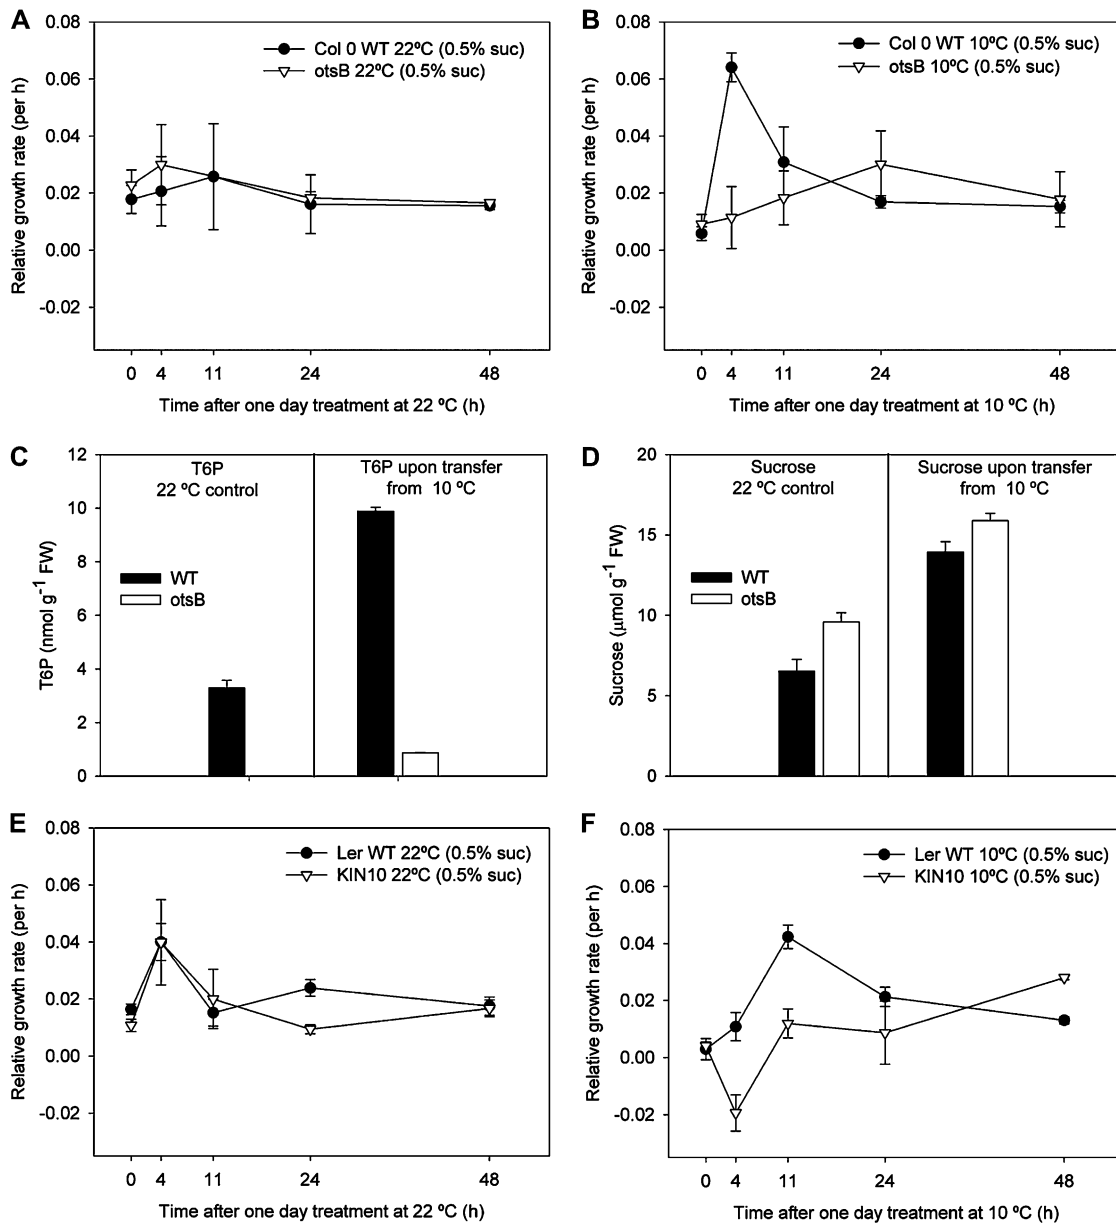 A
0.08
0.06
0.04
0.02
0.00
-0.02
Relative growth rate (per h)
Col 0 WT 22ºC (0.5% suc)
otsB 22ºC (0.5% suc)
0 4 11 24 48
Time after one day treatment at 22 ºC (h)
B
0.08
0.06
0.04
0.02
0.00
-0.02
Relative growth rate (per h)
Col 0 WT 10ºC (0.5% suc)
otsB 10ºC (0.5% suc)
0 4 11 24 48
Time after one day treatment at 10 ºC (h)
C
12
10
8
6
4
2
0
T6P (nmol g⁻¹ FW)
T6P
22 ºC control
T6P upon transfer
from 10 ºC
WT
otsB
D
20
15
10
5
0
Sucrose (µmol g⁻¹ FW)
Sucrose
22 ºC control
Sucrose upon transfer
from 10 ºC
WT
otsB
E
0.08
0.06
0.04
0.02
0.00
-0.02
Relative growth rate (per h)
Ler WT 22ºC (0.5% suc)
KIN10 22ºC (0.5% suc)
0 4 11 24 48
Time after one day treatment at 22 ºC (h)
F
0.08
0.06
0.04
0.02
0.00
-0.02
Relative growth rate (per h)
Ler WT 10ºC (0.5% suc)
KIN10 10ºC (0.5% suc)
0 4 11 24 48
Time after one day treatment at 10 ºC (h)